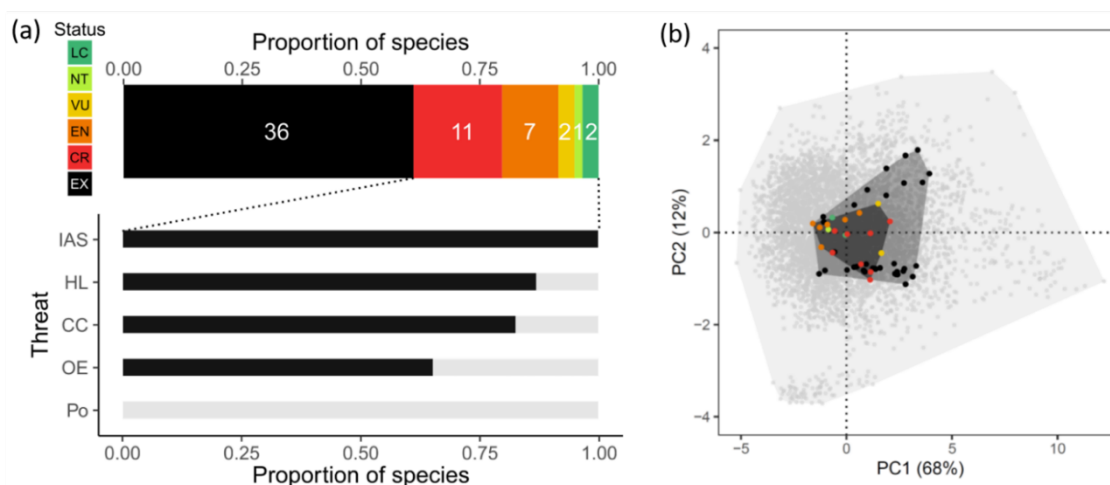 (a)
Status
LC
NT
VU
EN
CR
EX
Proportion of species
0.00 0.25 0.50 0.75 1.00
36 11 7 2 1 2
Threat
IAS
HL
CC
OE
Po
0.00 0.25 0.50 0.75 1.00
Proportion of species
(b)
PC2 (12%)
4
2
0
−2
−4
−5 0 5 10
PC1 (68%)